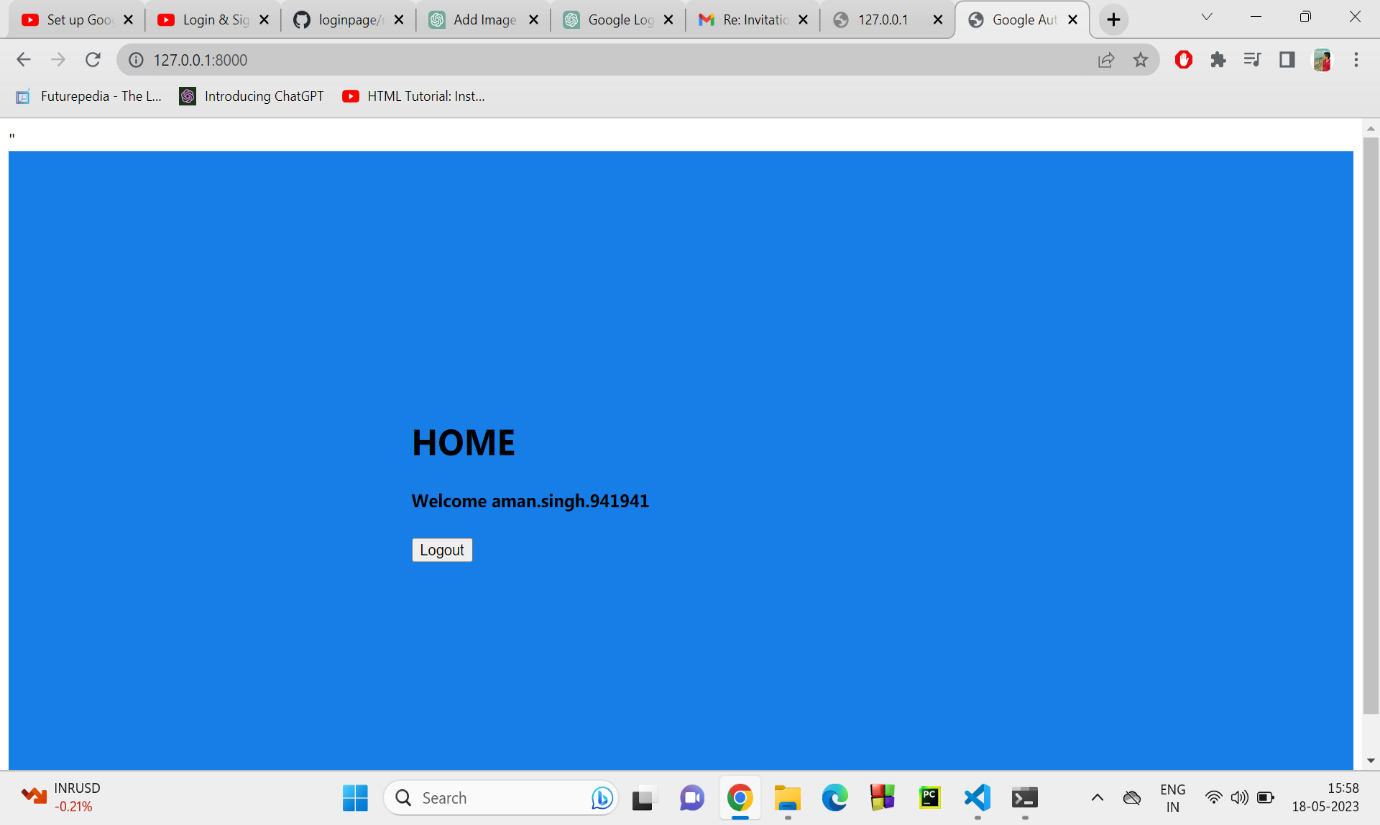 Set up Goo
Login & Sig
loginpage/
Add Image
Google Log
Re: Invitatio
127.0.0.1
Google Aut
127.0.0.1:8000
Futurepedia - The L...
Introducing ChatGPT
HTML Tutorial: Inst...
"
HOME
Welcome aman.singh.941941
Logout
INRUSD
-0.21%
Search
PC
ENG
IN
15:58
18-05-2023